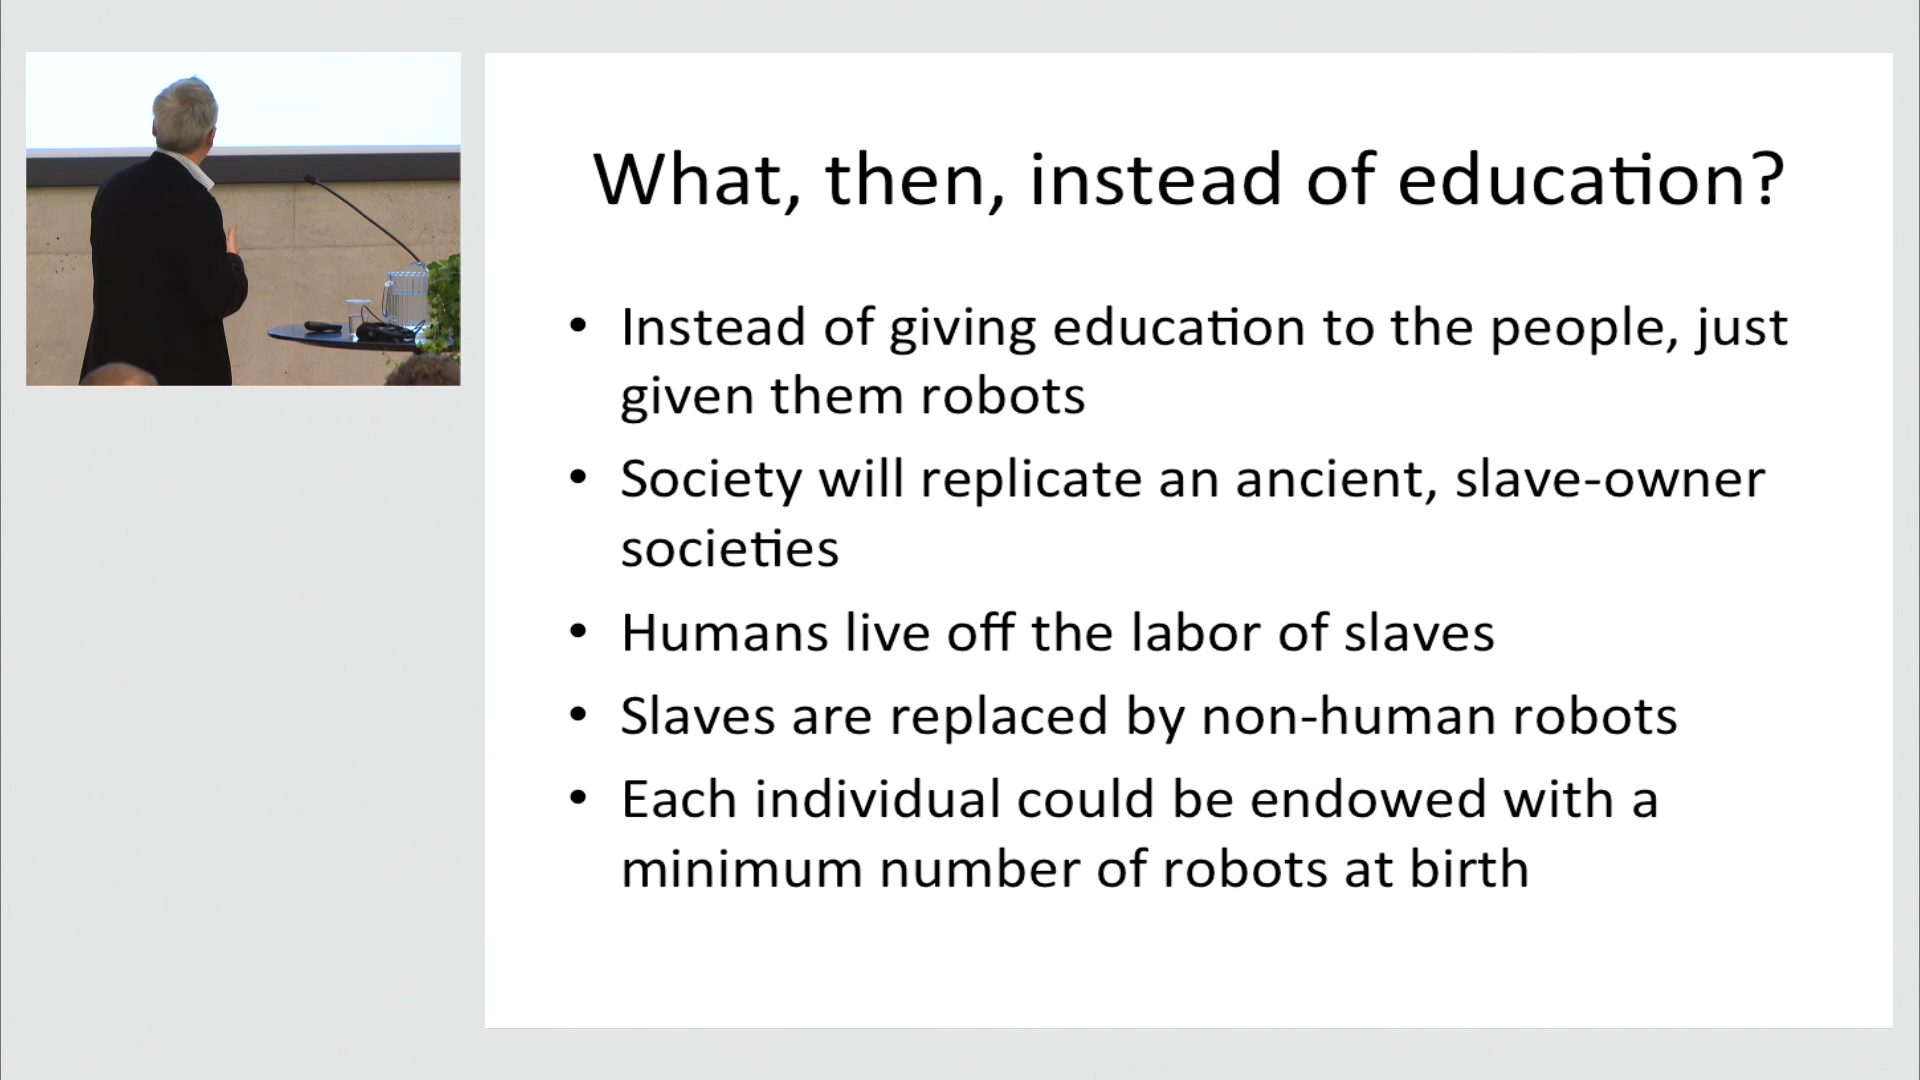 What, then, instead of education?
• Instead of giving education to the people, just
given them robots
• Society will replicate an ancient, slave-owner
societies
• Humans live off the labor of slaves
• Slaves are replaced by non-human robots
• Each individual could be endowed with a
minimum number of robots at birth